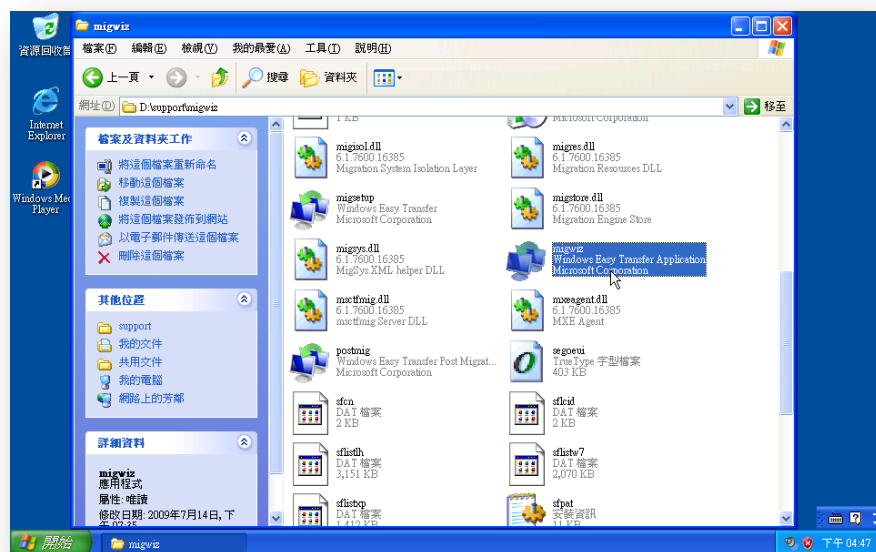 資源回收筒
Internet
Explorer
Windows Med
Player
migwiz
檔案(F) 編輯(E) 檢視(V) 我的最愛(A) 工具(T) 說明(H)
上一頁 搜尋 資料夾
網址(D) D:\support\migwiz 移至
檔案及資料夾工作
將這個檔案重新命名
移動這個檔案
複製這個檔案
將這個檔案發佈到網站
以電子郵件傳送這個檔案
刪除這個檔案
其他位置
support
我的文件
共用文件
我的電腦
網路上的芳鄰
詳細資料
migwiz
應用程式
屬性: 唯讀
修改日期: 2009年7月14日, 下
午 07:35
1 KB
Microsoft Corporation
migisol.dll
6.1.7600.16385
Migration System Isolation Layer
migres.dll
6.1.7600.16385
Migration Resources DLL
migsetup
Windows Easy Transfer
Microsoft Corporation
migstore.dll
6.1.7600.16385
Migration Engine Store
migsys.dll
6.1.7600.16385
MigSys.XML helper DLL
migwiz
Windows Easy Transfer Application
Microsoft Corporation
msctfmig.dll
6.1.7600.16385
msctfmig Server DLL
mxeagent.dll
6.1.7600.16385
MXE Agent
postmig
Windows Easy Transfer Post Migrat...
Microsoft Corporation
segoeui
TrueType 字型檔案
403 KB
sfcn
DAT 檔案
2 KB
sflcid
DAT 檔案
2 KB
sflistlh
DAT 檔案
3,151 KB
sflistw7
DAT 檔案
2,070 KB
sflistxp
DAT 檔案
1,412 KB
sfpat
安裝資訊
11 KB
開始 migwiz 下午 04:47